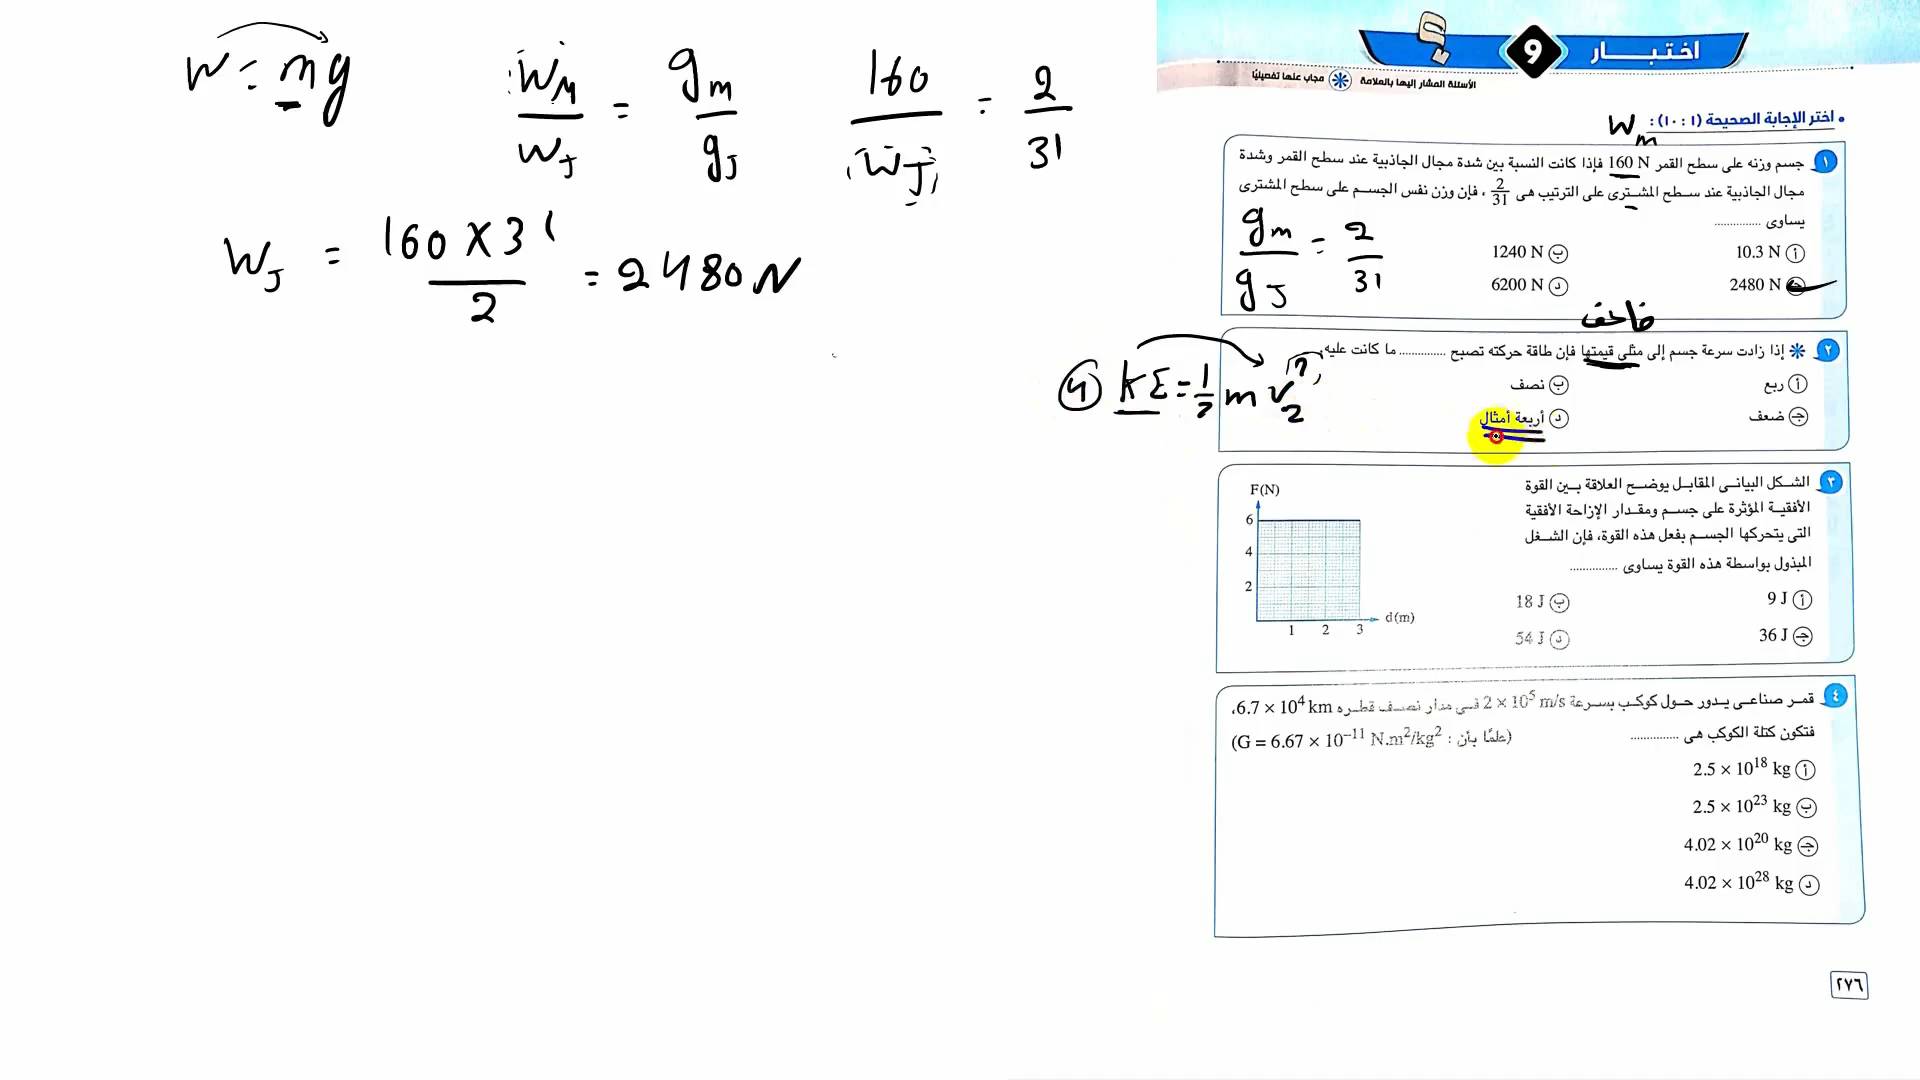 W = mg
W_M / W_J = g_m / g_J
160 / W_J = 2 / 31
W_J = 160 × 31 / 2 = 2480 N
اختبار 9
الأسئلة المشار إليها بالعلامة * مجاب عنها تفصيليًا
• اختر الإجابة الصحيحة (١ : ١٠) :
W_m
١ جسم وزنه على سطح القمر 160 N فإذا كانت النسبة بين شدة مجال الجاذبية عند سطح القمر وشدة
مجال الجاذبية عند سطح المشترى على الترتيب هى 2/31 ، فإن وزن نفس الجسم على سطح المشترى
يساوى ..............
g_m / g_J = 2 / 31
أ 10.3 N
ب 1240 N
ج 2480 N
د 6200 N
٢ * إذا زادت سرعة جسم إلى مثلى قيمتها فإن طاقة حركته تصبح .............. ما كانت عليه.
④ KE = 1/2 m v² 2
أ ربع
ب نصف
ج ضعف
د أربعة أمثال
٣ الشكل البيانى المقابل يوضح العلاقة بين القوة
الأفقية المؤثرة على جسم ومقدار الإزاحة الأفقية
التى يتحركها الجسم بفعل هذه القوة، فإن الشغل
المبذول بواسطة هذه القوة يساوى ..............
F(N)
6
4
2
1 2 3 d(m)
أ 9 J
ب 18 J
ج 36 J
د 54 J
٤ قمر صناعى يدور حول كوكب بسرعة 2 × 10⁵ m/s فى مدار نصف قطره 6.7 × 10⁴ km،
فتكون كتلة الكوكب هى .............. (علمًا بأن : G = 6.67 × 10⁻¹¹ N.m²/kg²)
أ 2.5 × 10¹⁸ kg
ب 2.5 × 10²³ kg
ج 4.02 × 10²⁰ kg
د 4.02 × 10²⁸ kg
٢٧٦